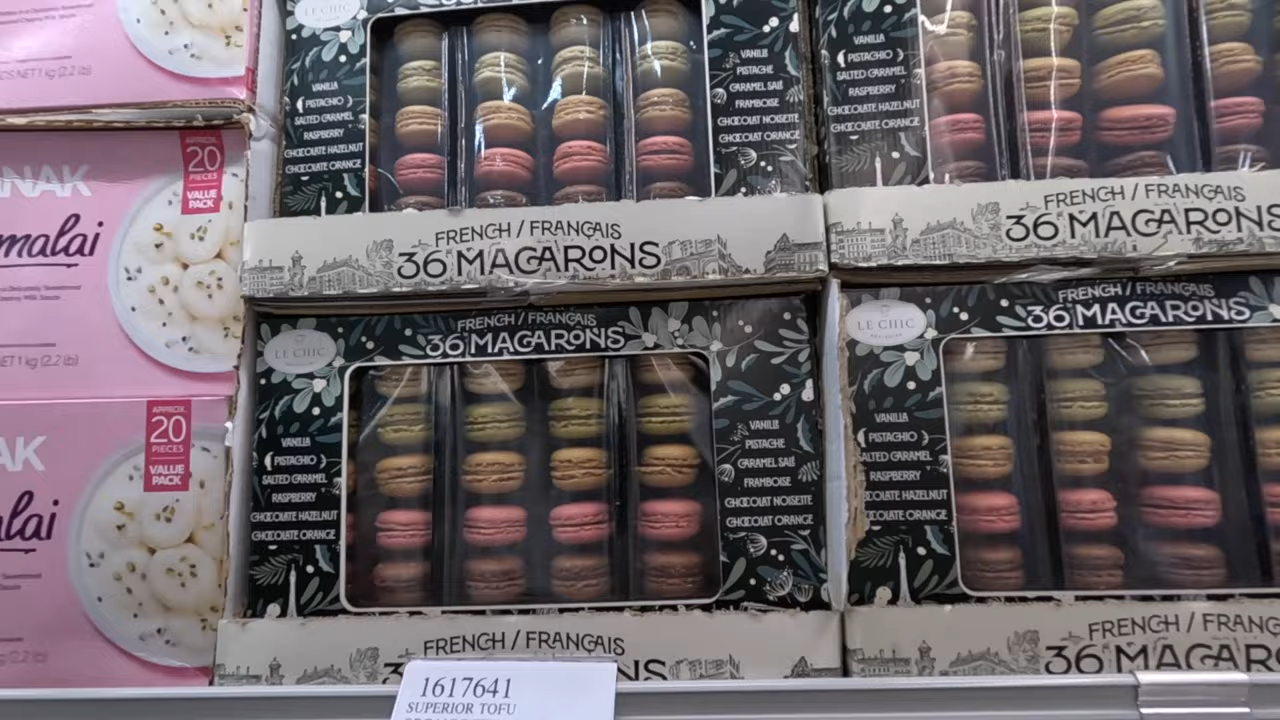 NET 1 kg (2.2 lb)
NAK
malai
APPROX.
20
PIECES
VALUE
PACK
ET 1 kg (2.2 lb)
AK
alai
APPROX.
20
PIECES
VALUE
PACK
LE CHIC
VANILLA
PISTACHIO
SALTED CARAMEL
RASPBERRY
CHOCOLATE HAZELNUT
CHOCOLATE ORANGE
VANILLE
PISTACHE
CARAMEL SALÉ
FRAMBOISE
CHOCOLAT NOISETTE
CHOCOLAT ORANGE
FRENCH / FRANÇAIS
36 MACARONS
VANILLA
PISTACHIO
SALTED CARAMEL
RASPBERRY
CHOCOLATE HAZELNUT
CHOCOLATE ORANGE
FRENCH / FRANÇAIS
36 MACARONS
LE CHIC
FRENCH / FRANÇAIS
36 MACARONS
VANILLA
PISTACHIO
SALTED CARAMEL
RASPBERRY
CHOCOLATE HAZELNUT
CHOCOLATE ORANGE
VANILLE
PISTACHE
CARAMEL SALÉ
FRAMBOISE
CHOCOLAT NOISETTE
CHOCOLAT ORANGE
FRENCH / FRANÇAIS
LE CHIC
FRENCH / FRANÇAIS
36 MACARONS
VANILLA
PISTACHIO
SALTED CARAMEL
RASPBERRY
CHOCOLATE HAZELNUT
CHOCOLATE ORANGE
FRENCH / FRANÇ
36 MACARON
1617641
SUPERIOR TOFU